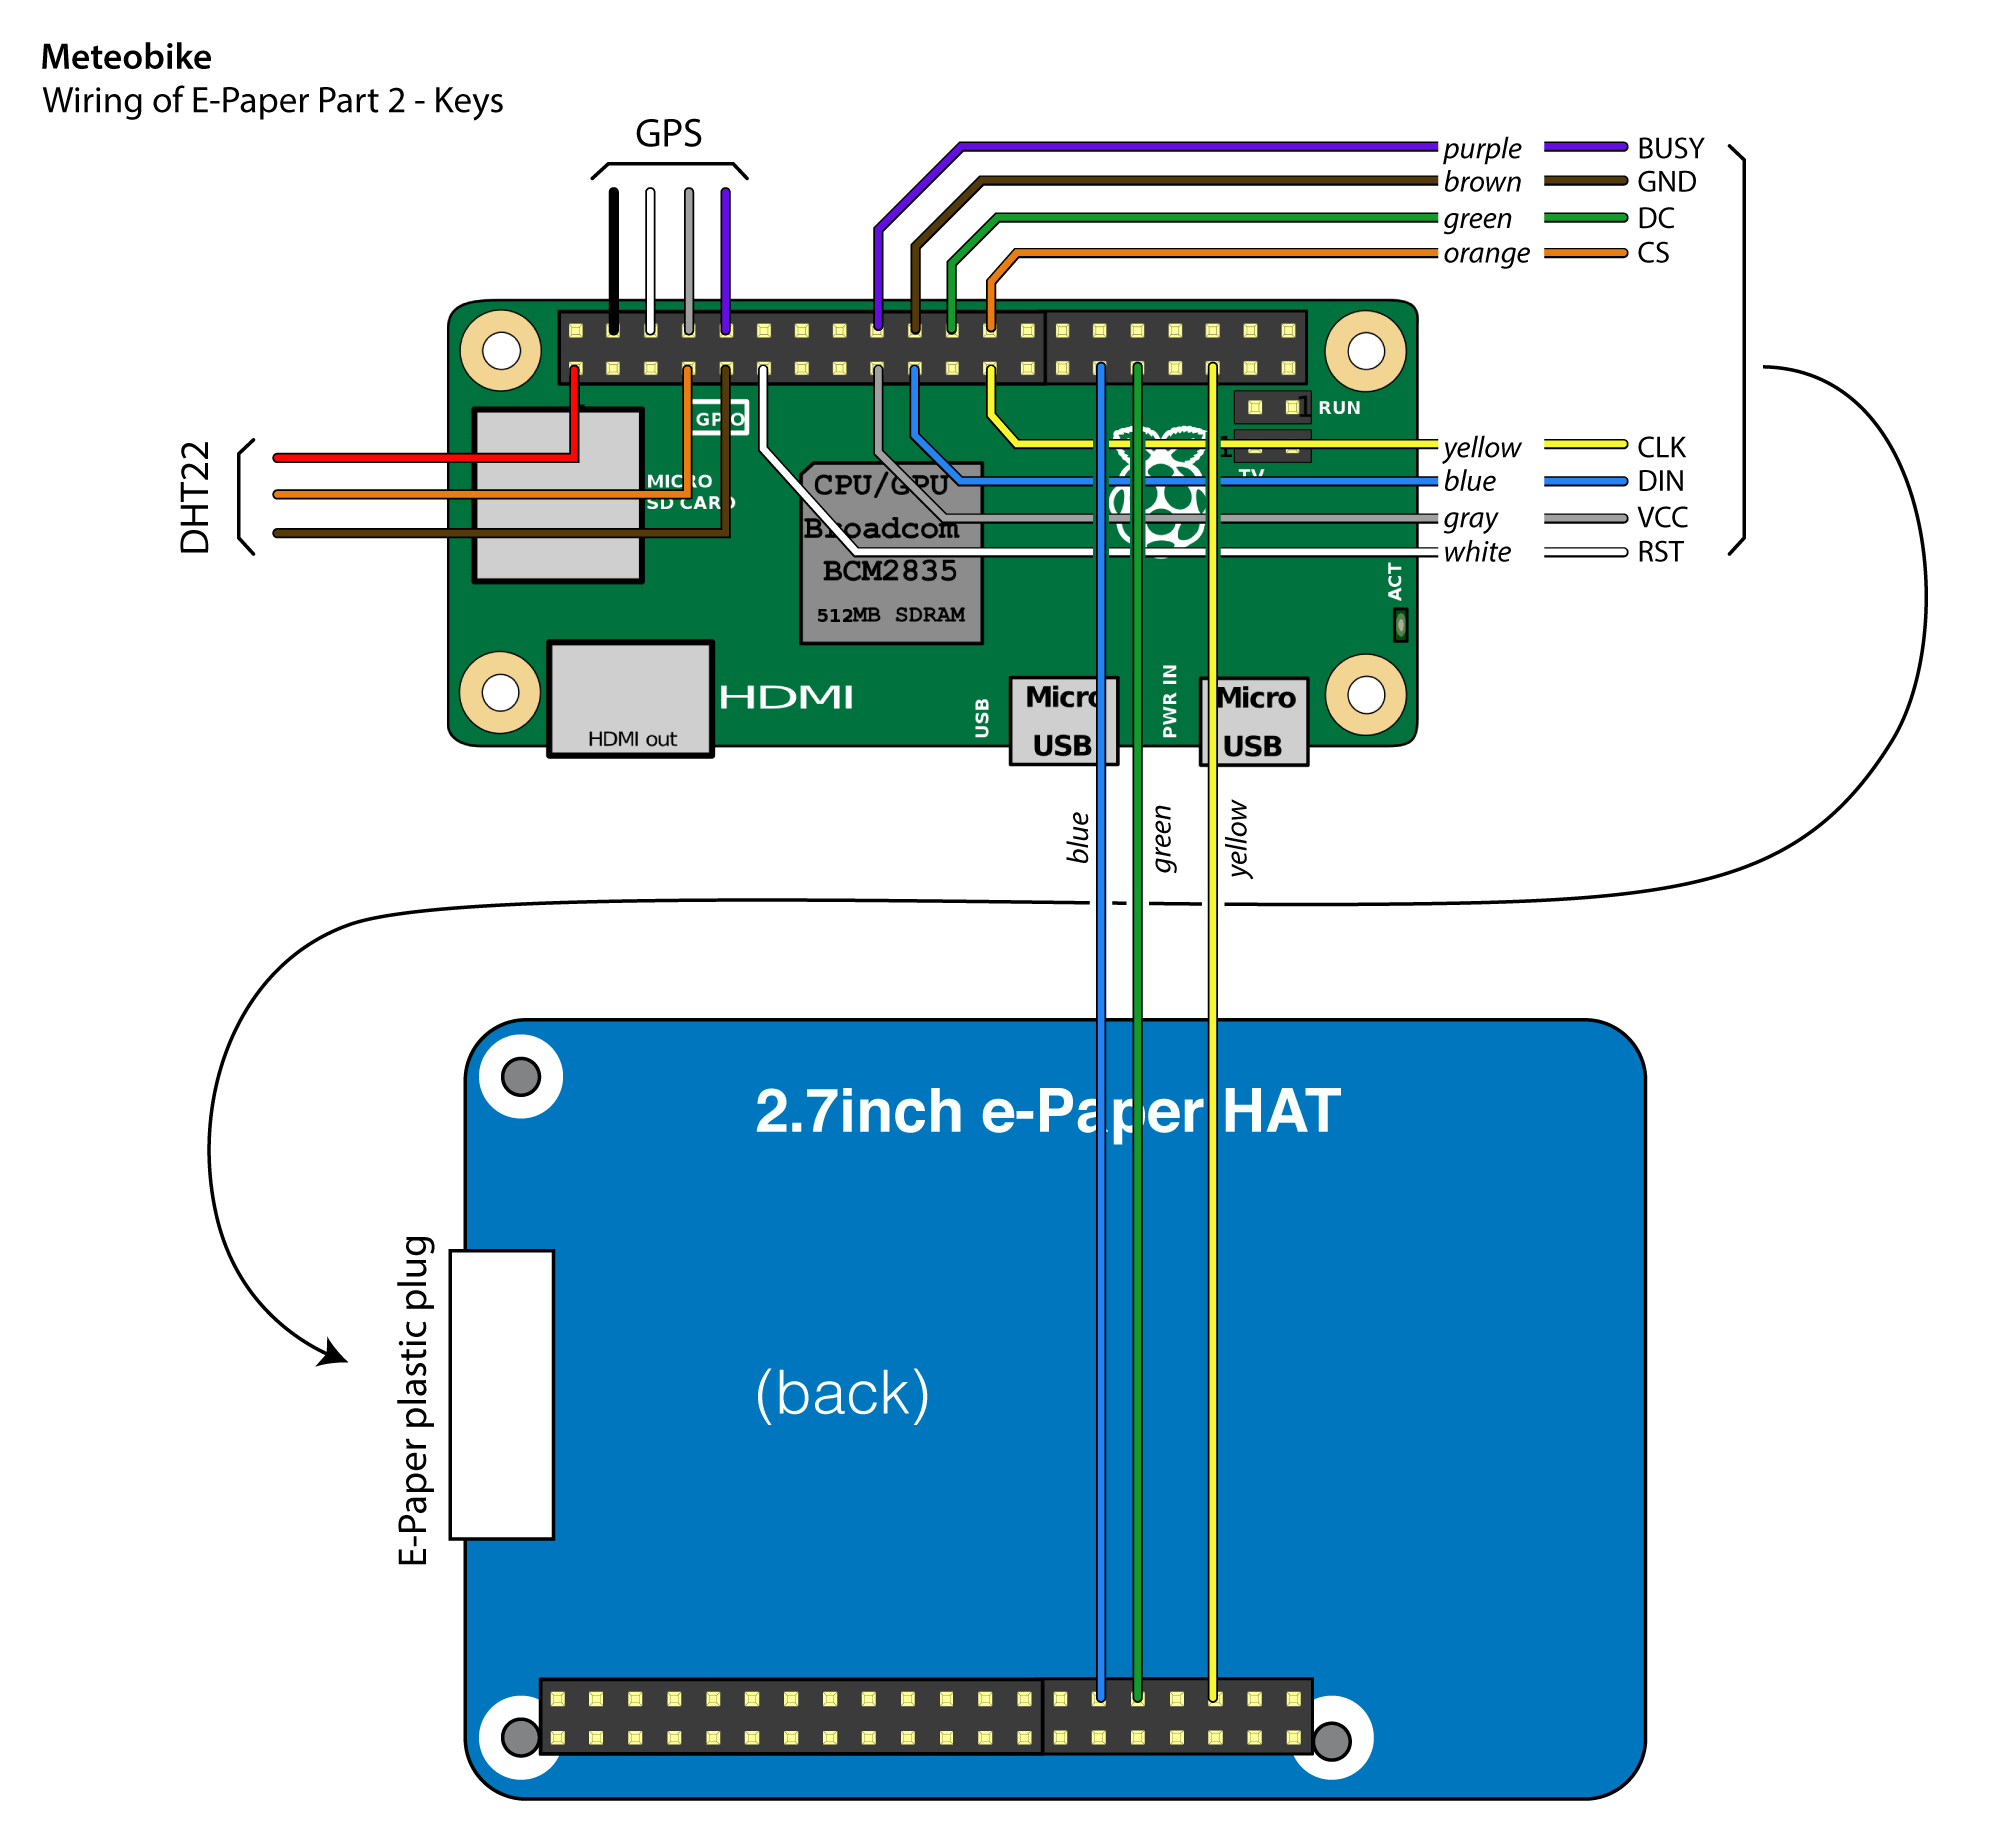 Meteobike
Wiring of E-Paper Part 2 - Keys
GPS
purple BUSY
brown GND
green DC
orange CS
DHT22
GPIO
MICRO
SD CARD
1 RUN
1
TV
yellow CLK
blue DIN
gray VCC
white RST
CPU/GPU
Broadcom
BCM2835
512MB SDRAM
ACT
HDMI
HDMI out
USB
Micro
USB
PWR IN
Micro
USB
blue
green
yellow
2.7inch e-Paper HAT
E-Paper plastic plug
(back)